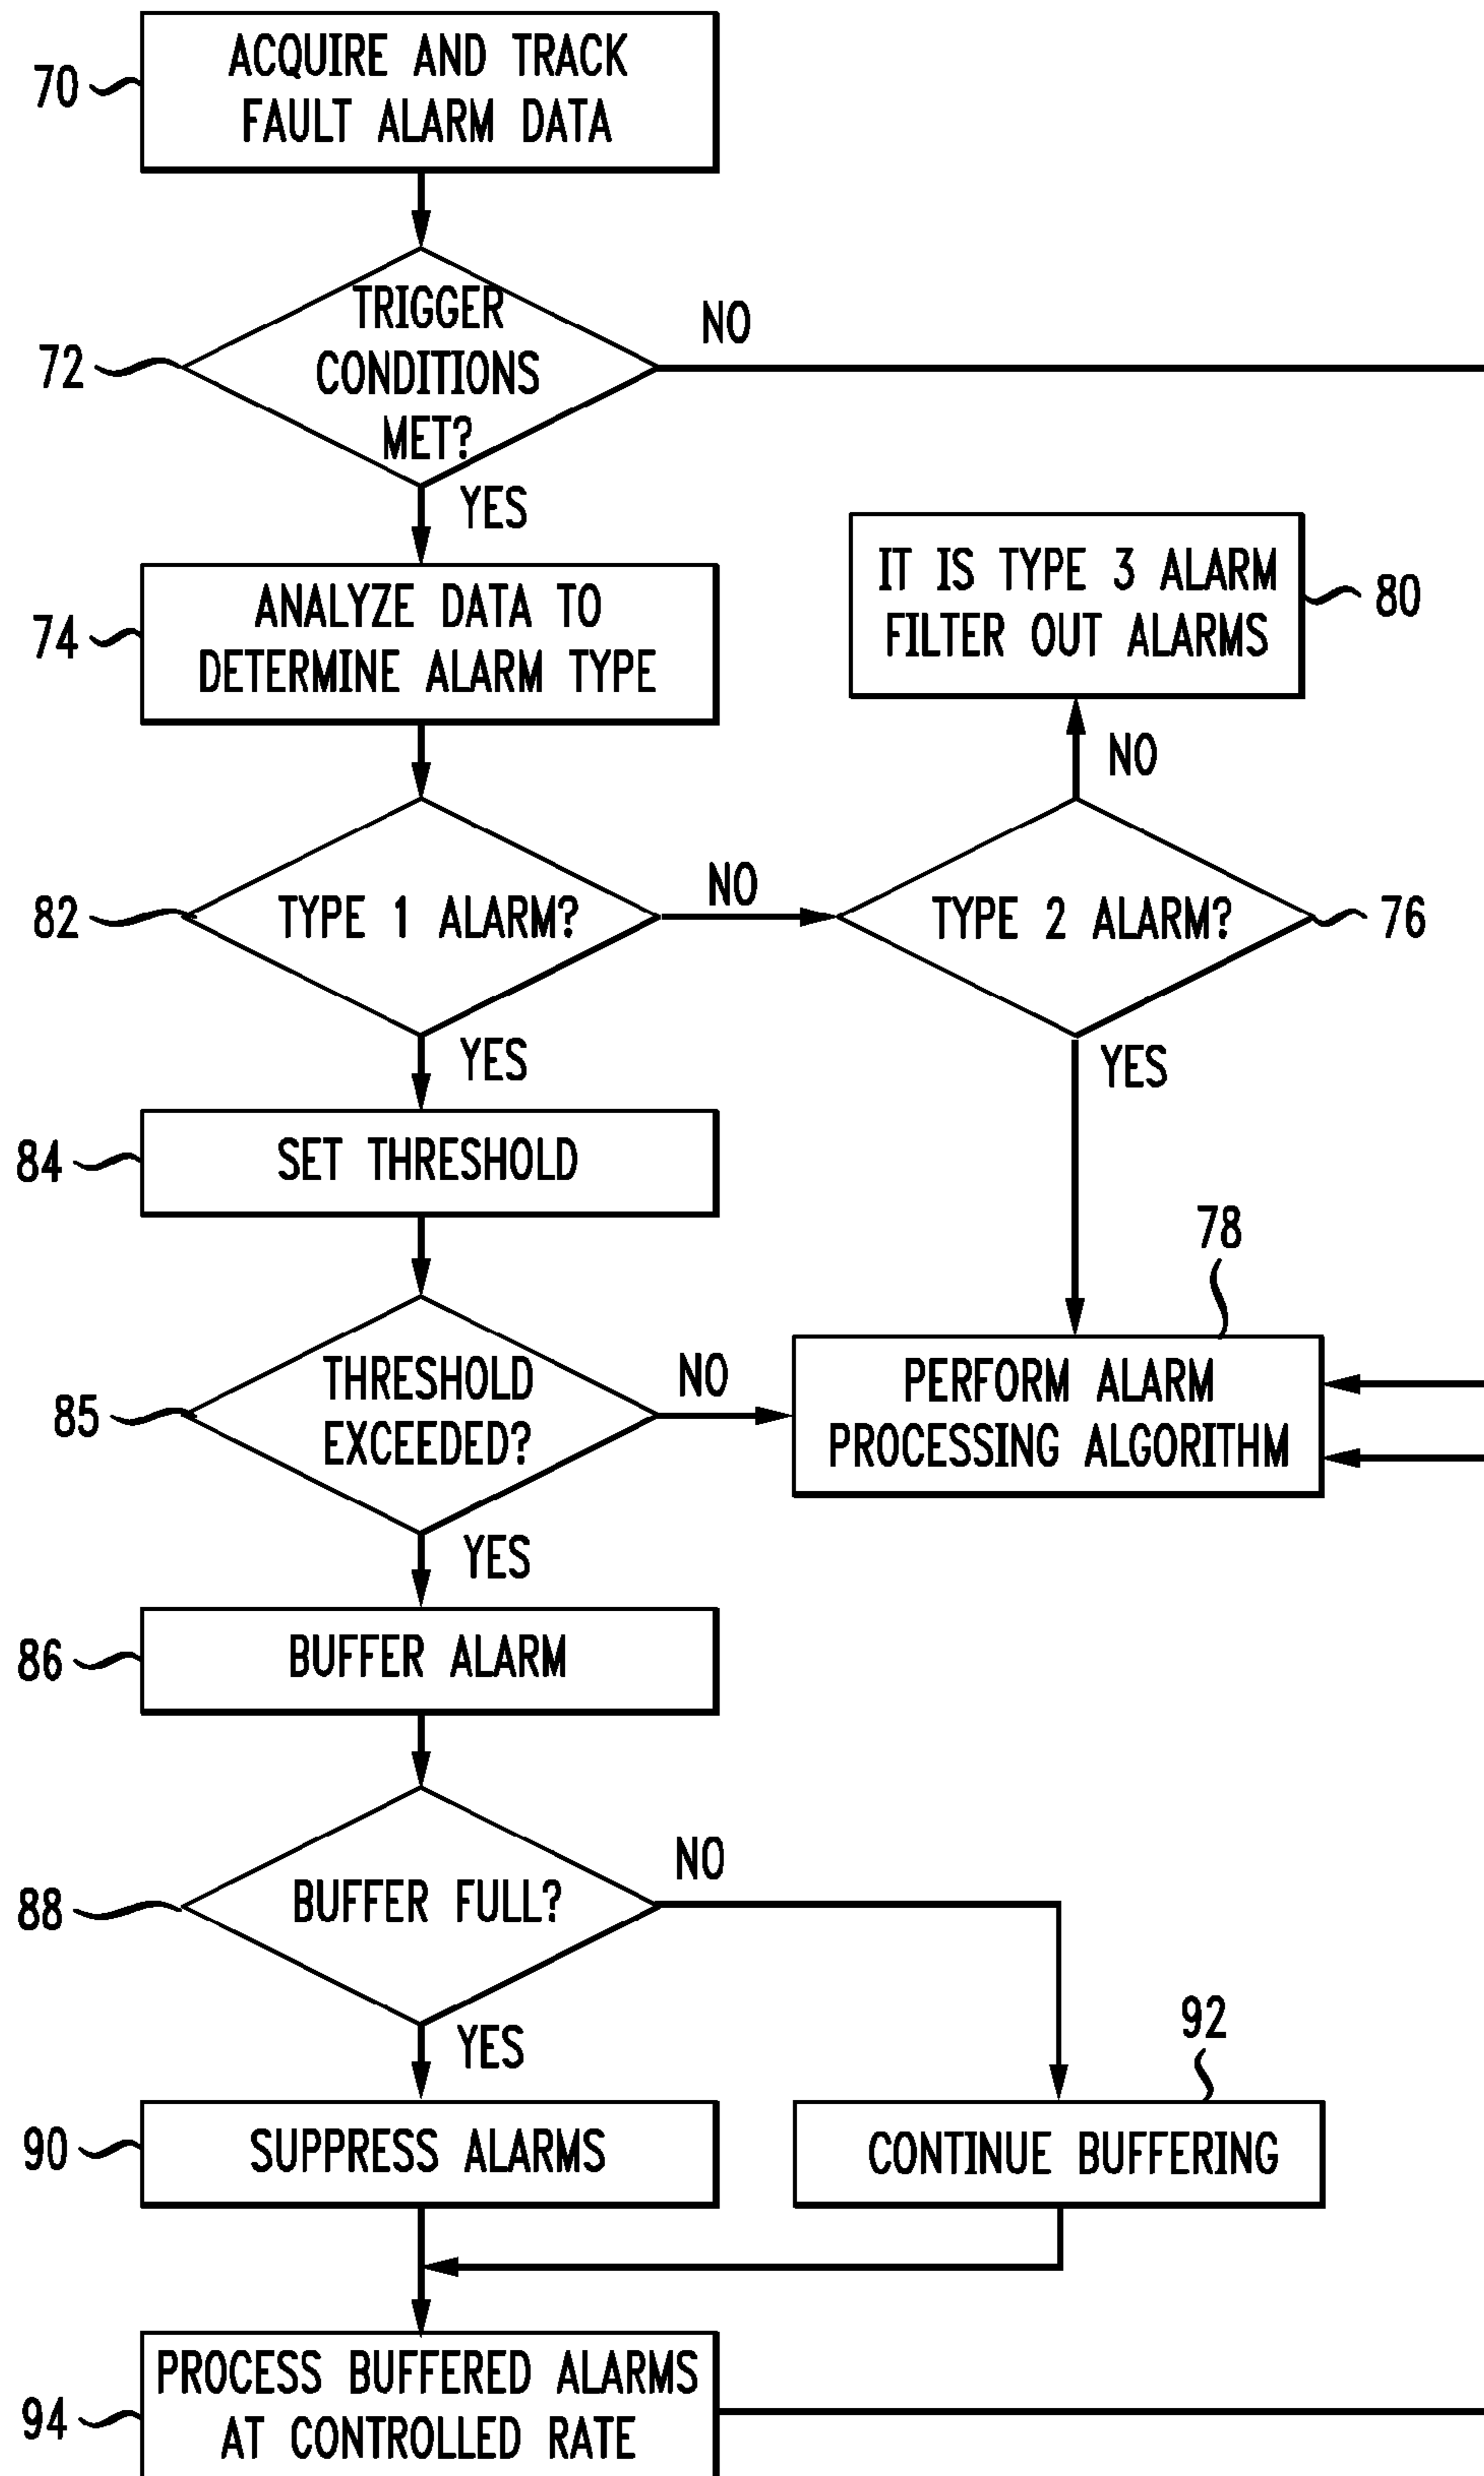 70
ACQUIRE AND TRACK
FAULT ALARM DATA
72
TRIGGER
CONDITIONS
MET?
NO
YES
74
ANALYZE DATA TO
DETERMINE ALARM TYPE
IT IS TYPE 3 ALARM
FILTER OUT ALARMS
80
NO
82
TYPE 1 ALARM?
NO
TYPE 2 ALARM?
76
YES
YES
84
SET THRESHOLD
78
85
THRESHOLD
EXCEEDED?
NO
PERFORM ALARM
PROCESSING ALGORITHM
YES
86
BUFFER ALARM
88
BUFFER FULL?
NO
YES
92
90
SUPPRESS ALARMS
CONTINUE BUFFERING
94
PROCESS BUFFERED ALARMS
AT CONTROLLED RATE